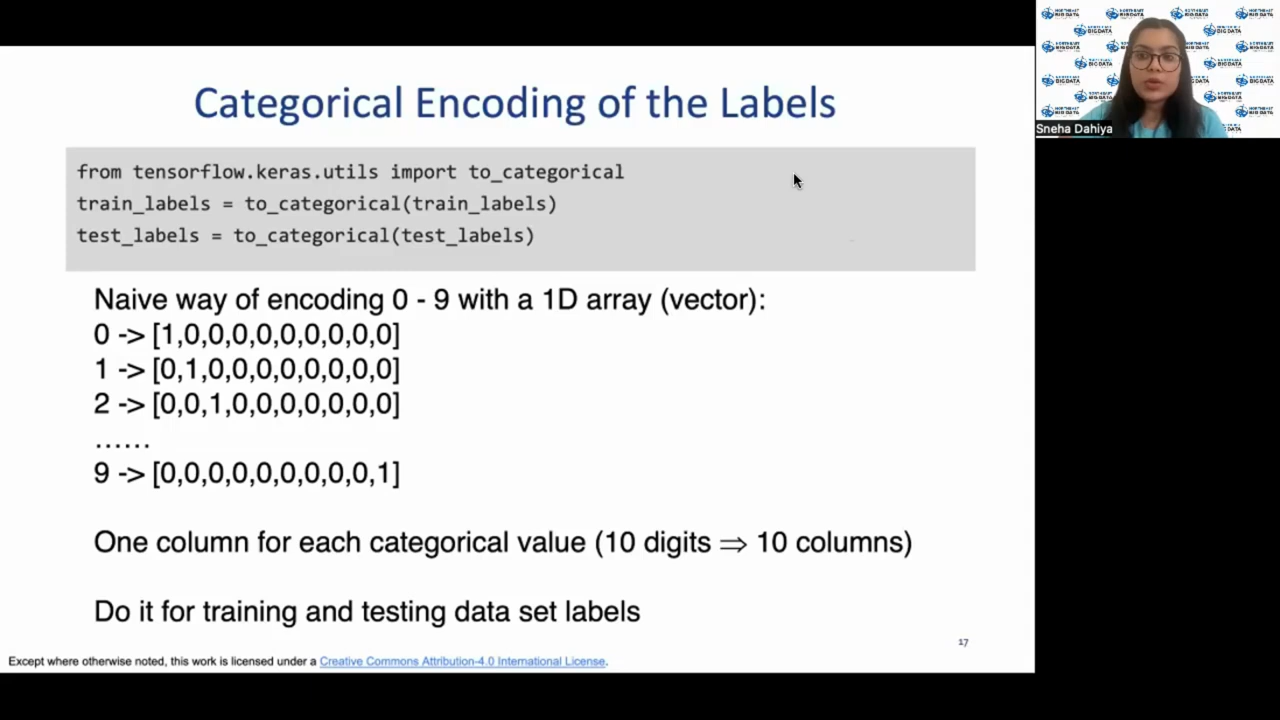 Categorical Encoding of the Labels
from tensorflow.keras.utils import to_categorical
train_labels = to_categorical(train_labels)
test_labels = to_categorical(test_labels)
Naive way of encoding 0 - 9 with a 1D array (vector):
0 -> [1,0,0,0,0,0,0,0,0,0]
1 -> [0,1,0,0,0,0,0,0,0,0]
2 -> [0,0,1,0,0,0,0,0,0,0]
......
9 -> [0,0,0,0,0,0,0,0,0,1]
One column for each categorical value (10 digits ⇒ 10 columns)
Do it for training and testing data set labels
17
Except where otherwise noted, this work is licensed under a Creative Commons Attribution-4.0 International License.
NORTHEAST
BIG DATA
Sneha Dahiya